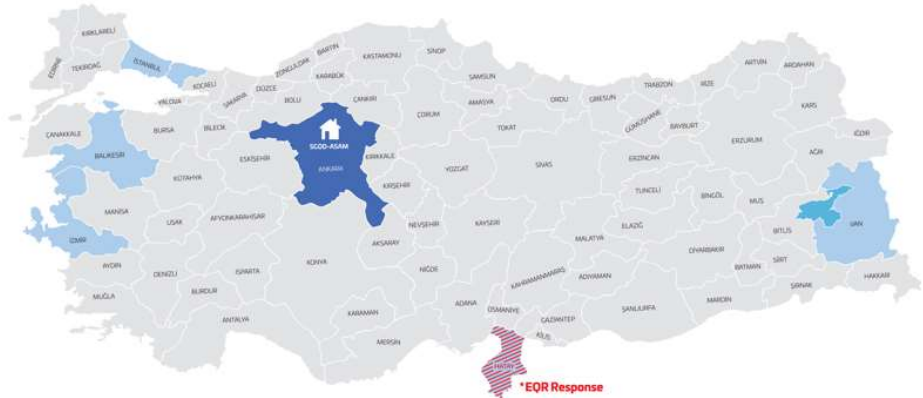 KIRKLARELİ
EDİRNE
TEKİRDAĞ
İSTANBUL
KOCAELİ
YALOVA
SAKARYA
DÜZCE
ZONGULDAK
BARTIN
KARABÜK
KASTAMONU
SİNOP
BOLU
ÇANKIRI
SAMSUN
AMASYA
ÇORUM
TOKAT
ORDU
GİRESUN
TRABZON
RİZE
ARTVİN
ARDAHAN
KARS
GÜMÜŞHANE
BAYBURT
ERZURUM
IĞDIR
AĞRI
ÇANAKKALE
BALIKESİR
BURSA
BİLECİK
ESKİŞEHİR
KÜTAHYA
SGDD-ASAM
ANKARA
KIRIKKALE
KIRŞEHİR
YOZGAT
SİVAS
ERZİNCAN
TUNCELİ
BİNGÖL
MUŞ
BİTLİS
VAN
MANİSA
UŞAK
AFYONKARAHİSAR
İZMİR
AYDIN
DENİZLİ
ISPARTA
BURDUR
MUĞLA
ANTALYA
KONYA
AKSARAY
NEVŞEHİR
KAYSERİ
NİĞDE
KARAMAN
MERSİN
ADANA
OSMANİYE
KAHRAMANMARAŞ
MALATYA
ELAZIĞ
ADIYAMAN
DİYARBAKIR
BATMAN
SİİRT
ŞIRNAK
HAKKARİ
MARDİN
ŞANLIURFA
GAZİANTEP
KİLİS
HATAY
*EQR Response